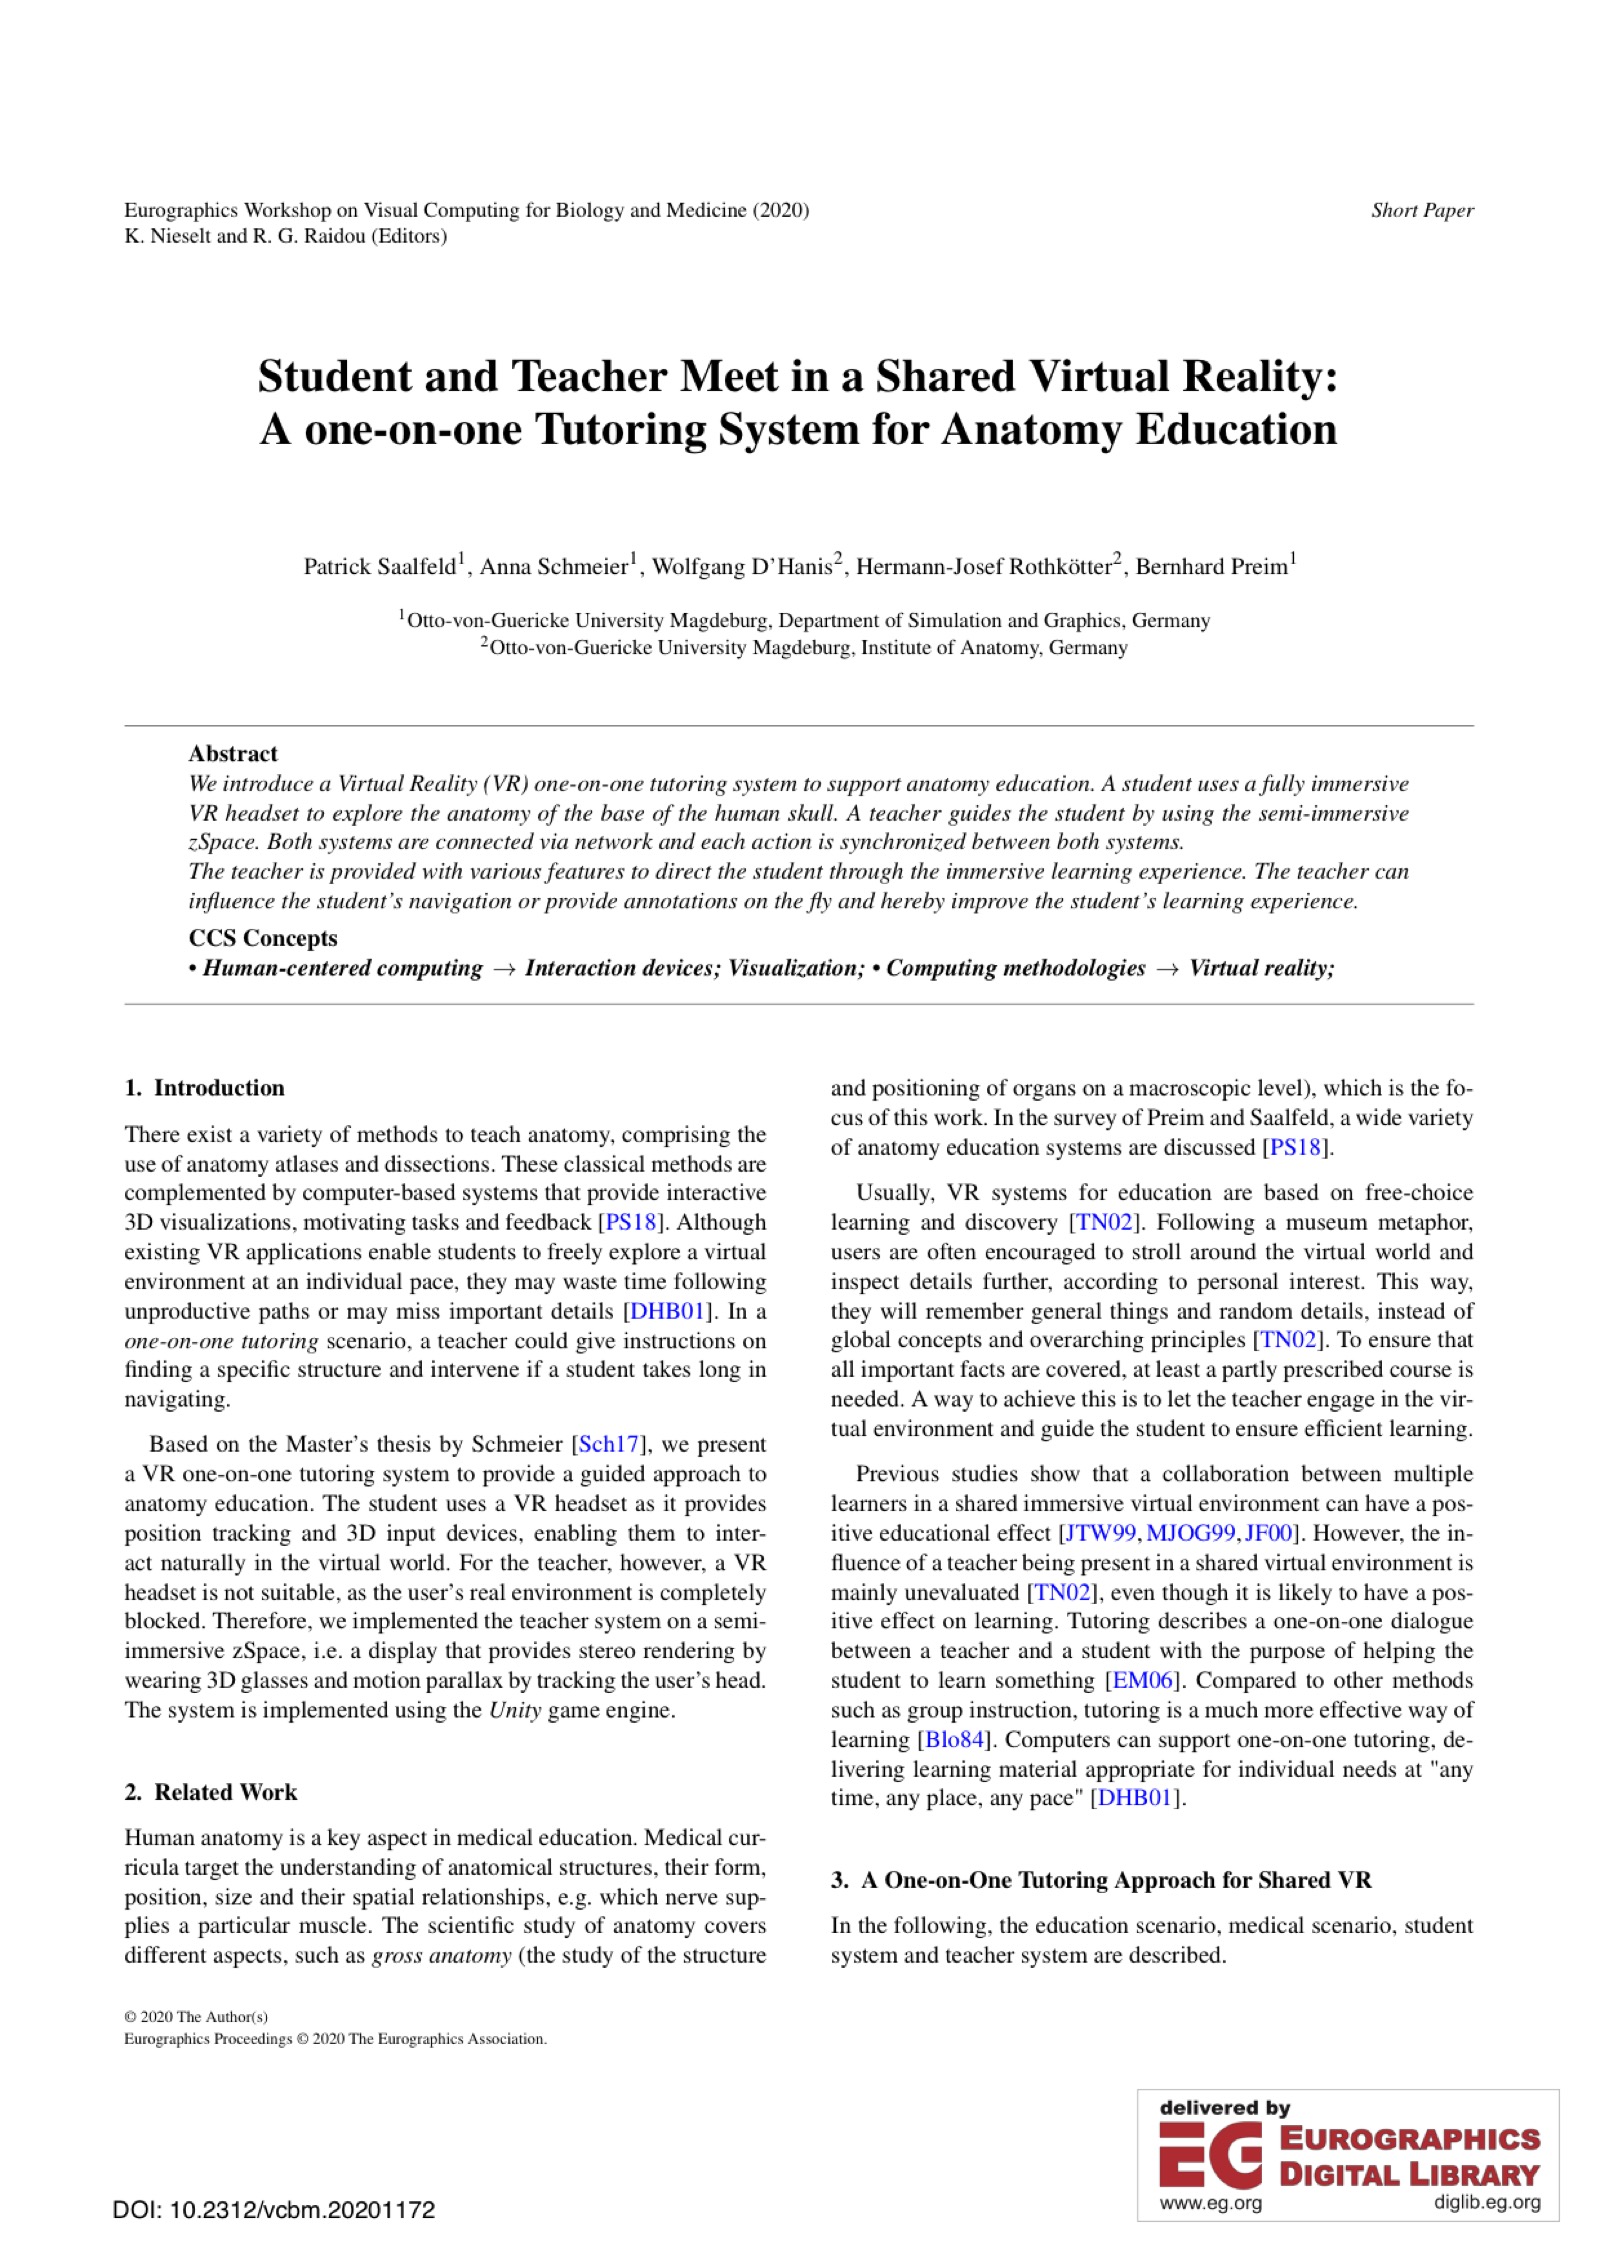 Eurographics Workshop on Visual Computing for Biology and Medicine (2020)
K. Nieselt and R. G. Raidou (Editors)
Short Paper
Student and Teacher Meet in a Shared Virtual Reality:
A one-on-one Tutoring System for Anatomy Education
Patrick Saalfeld1, Anna Schmeier1, Wolfgang D'Hanis2, Hermann-Josef Rothkötter2, Bernhard Preim1
1Otto-von-Guericke University Magdeburg, Department of Simulation and Graphics, Germany
2Otto-von-Guericke University Magdeburg, Institute of Anatomy, Germany
Abstract
We introduce a Virtual Reality (VR) one-on-one tutoring system to support anatomy education. A student uses a fully immersive
VR headset to explore the anatomy of the base of the human skull. A teacher guides the student by using the semi-immersive
zSpace. Both systems are connected via network and each action is synchronized between both systems.
The teacher is provided with various features to direct the student through the immersive learning experience. The teacher can
influence the student's navigation or provide annotations on the fly and hereby improve the student's learning experience.
CCS Concepts
• Human-centered computing → Interaction devices; Visualization; • Computing methodologies → Virtual reality;
1. Introduction
There exist a variety of methods to teach anatomy, comprising the
use of anatomy atlases and dissections. These classical methods are
complemented by computer-based systems that provide interactive
3D visualizations, motivating tasks and feedback [PS18]. Although
existing VR applications enable students to freely explore a virtual
environment at an individual pace, they may waste time following
unproductive paths or may miss important details [DHB01]. In a
one-on-one tutoring scenario, a teacher could give instructions on
finding a specific structure and intervene if a student takes long in
navigating.
Based on the Master's thesis by Schmeier [Sch17], we present
a VR one-on-one tutoring system to provide a guided approach to
anatomy education. The student uses a VR headset as it provides
position tracking and 3D input devices, enabling them to inter-
act naturally in the virtual world. For the teacher, however, a VR
headset is not suitable, as the user's real environment is completely
blocked. Therefore, we implemented the teacher system on a semi-
immersive zSpace, i.e. a display that provides stereo rendering by
wearing 3D glasses and motion parallax by tracking the user's head.
The system is implemented using the Unity game engine.
2. Related Work
Human anatomy is a key aspect in medical education. Medical cur-
ricula target the understanding of anatomical structures, their form,
position, size and their spatial relationships, e.g. which nerve sup-
plies a particular muscle. The scientific study of anatomy covers
different aspects, such as gross anatomy (the study of the structure
and positioning of organs on a macroscopic level), which is the fo-
cus of this work. In the survey of Preim and Saalfeld, a wide variety
of anatomy education systems are discussed [PS18].
Usually, VR systems for education are based on free-choice
learning and discovery [TN02]. Following a museum metaphor,
users are often encouraged to stroll around the virtual world and
inspect details further, according to personal interest. This way,
they will remember general things and random details, instead of
global concepts and overarching principles [TN02]. To ensure that
all important facts are covered, at least a partly prescribed course is
needed. A way to achieve this is to let the teacher engage in the vir-
tual environment and guide the student to ensure efficient learning.
Previous studies show that a collaboration between multiple
learners in a shared immersive virtual environment can have a pos-
itive educational effect [JTW99, MJOG99, JF00]. However, the in-
fluence of a teacher being present in a shared virtual environment is
mainly unevaluated [TN02], even though it is likely to have a pos-
itive effect on learning. Tutoring describes a one-on-one dialogue
between a teacher and a student with the purpose of helping the
student to learn something [EM06]. Compared to other methods
such as group instruction, tutoring is a much more effective way of
learning [Blo84]. Computers can support one-on-one tutoring, de-
livering learning material appropriate for individual needs at "any
time, any place, any pace" [DHB01].
3. A One-on-One Tutoring Approach for Shared VR
In the following, the education scenario, medical scenario, student
system and teacher system are described.
© 2020 The Author(s)
Eurographics Proceedings © 2020 The Eurographics Association.
DOI: 10.2312/vcbm.20201172
delivered by
EG EUROGRAPHICS
DIGITAL LIBRARY
www.eg.org diglib.eg.org